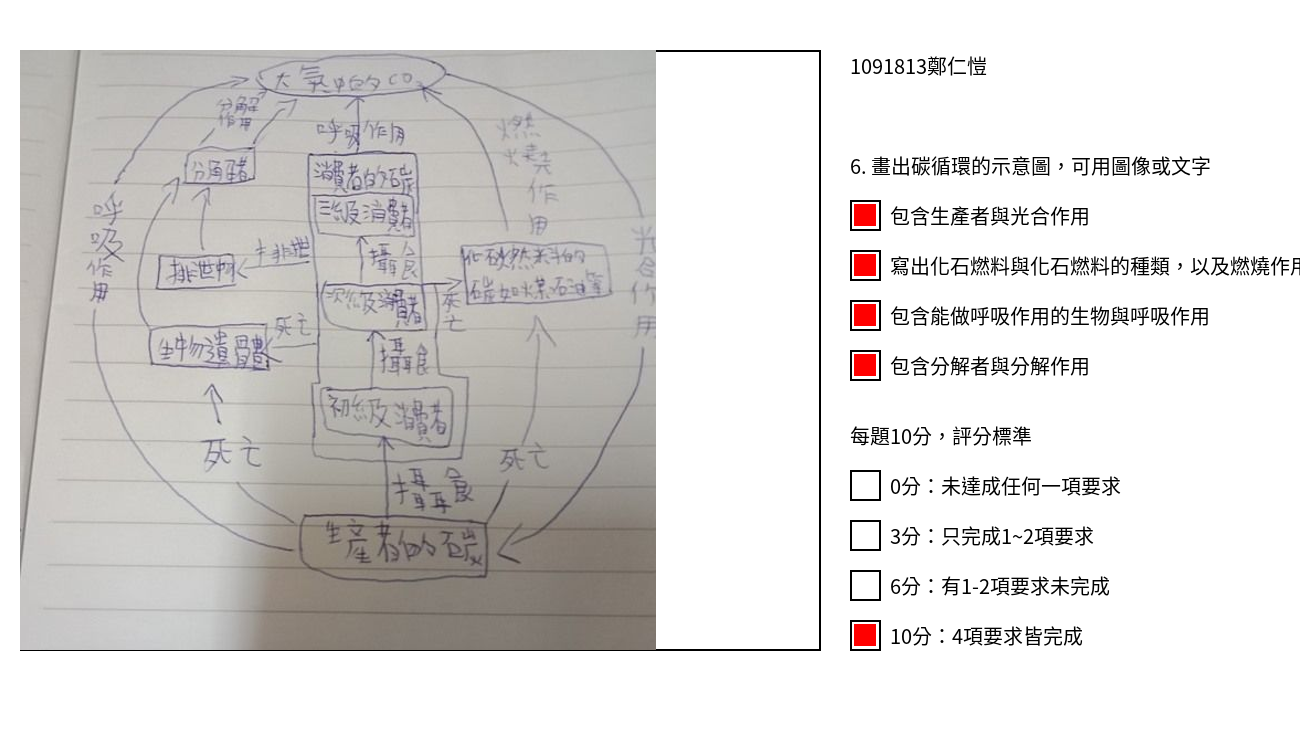 大氣中的CO₂
分解
作用
呼吸作用
燃
燒
作
用
分解者
消費者的碳
三級消費者
呼
吸
作
用
排泄物
排泄
攝食
化石燃料的
碳如煤石油等
光
合
作
用
次級消費者
死亡
死亡
生物遺骸
攝食
初級消費者
死亡
死亡
攝食
生產者的碳
1091813鄭仁愷
6. 畫出碳循環的示意圖，可用圖像或文字
包含生產者與光合作用
寫出化石燃料與化石燃料的種類，以及燃燒作用
包含能做呼吸作用的生物與呼吸作用
包含分解者與分解作用
每題10分，評分標準
0分：未達成任何一項要求
3分：只完成1~2項要求
6分：有1-2項要求未完成
10分：4項要求皆完成